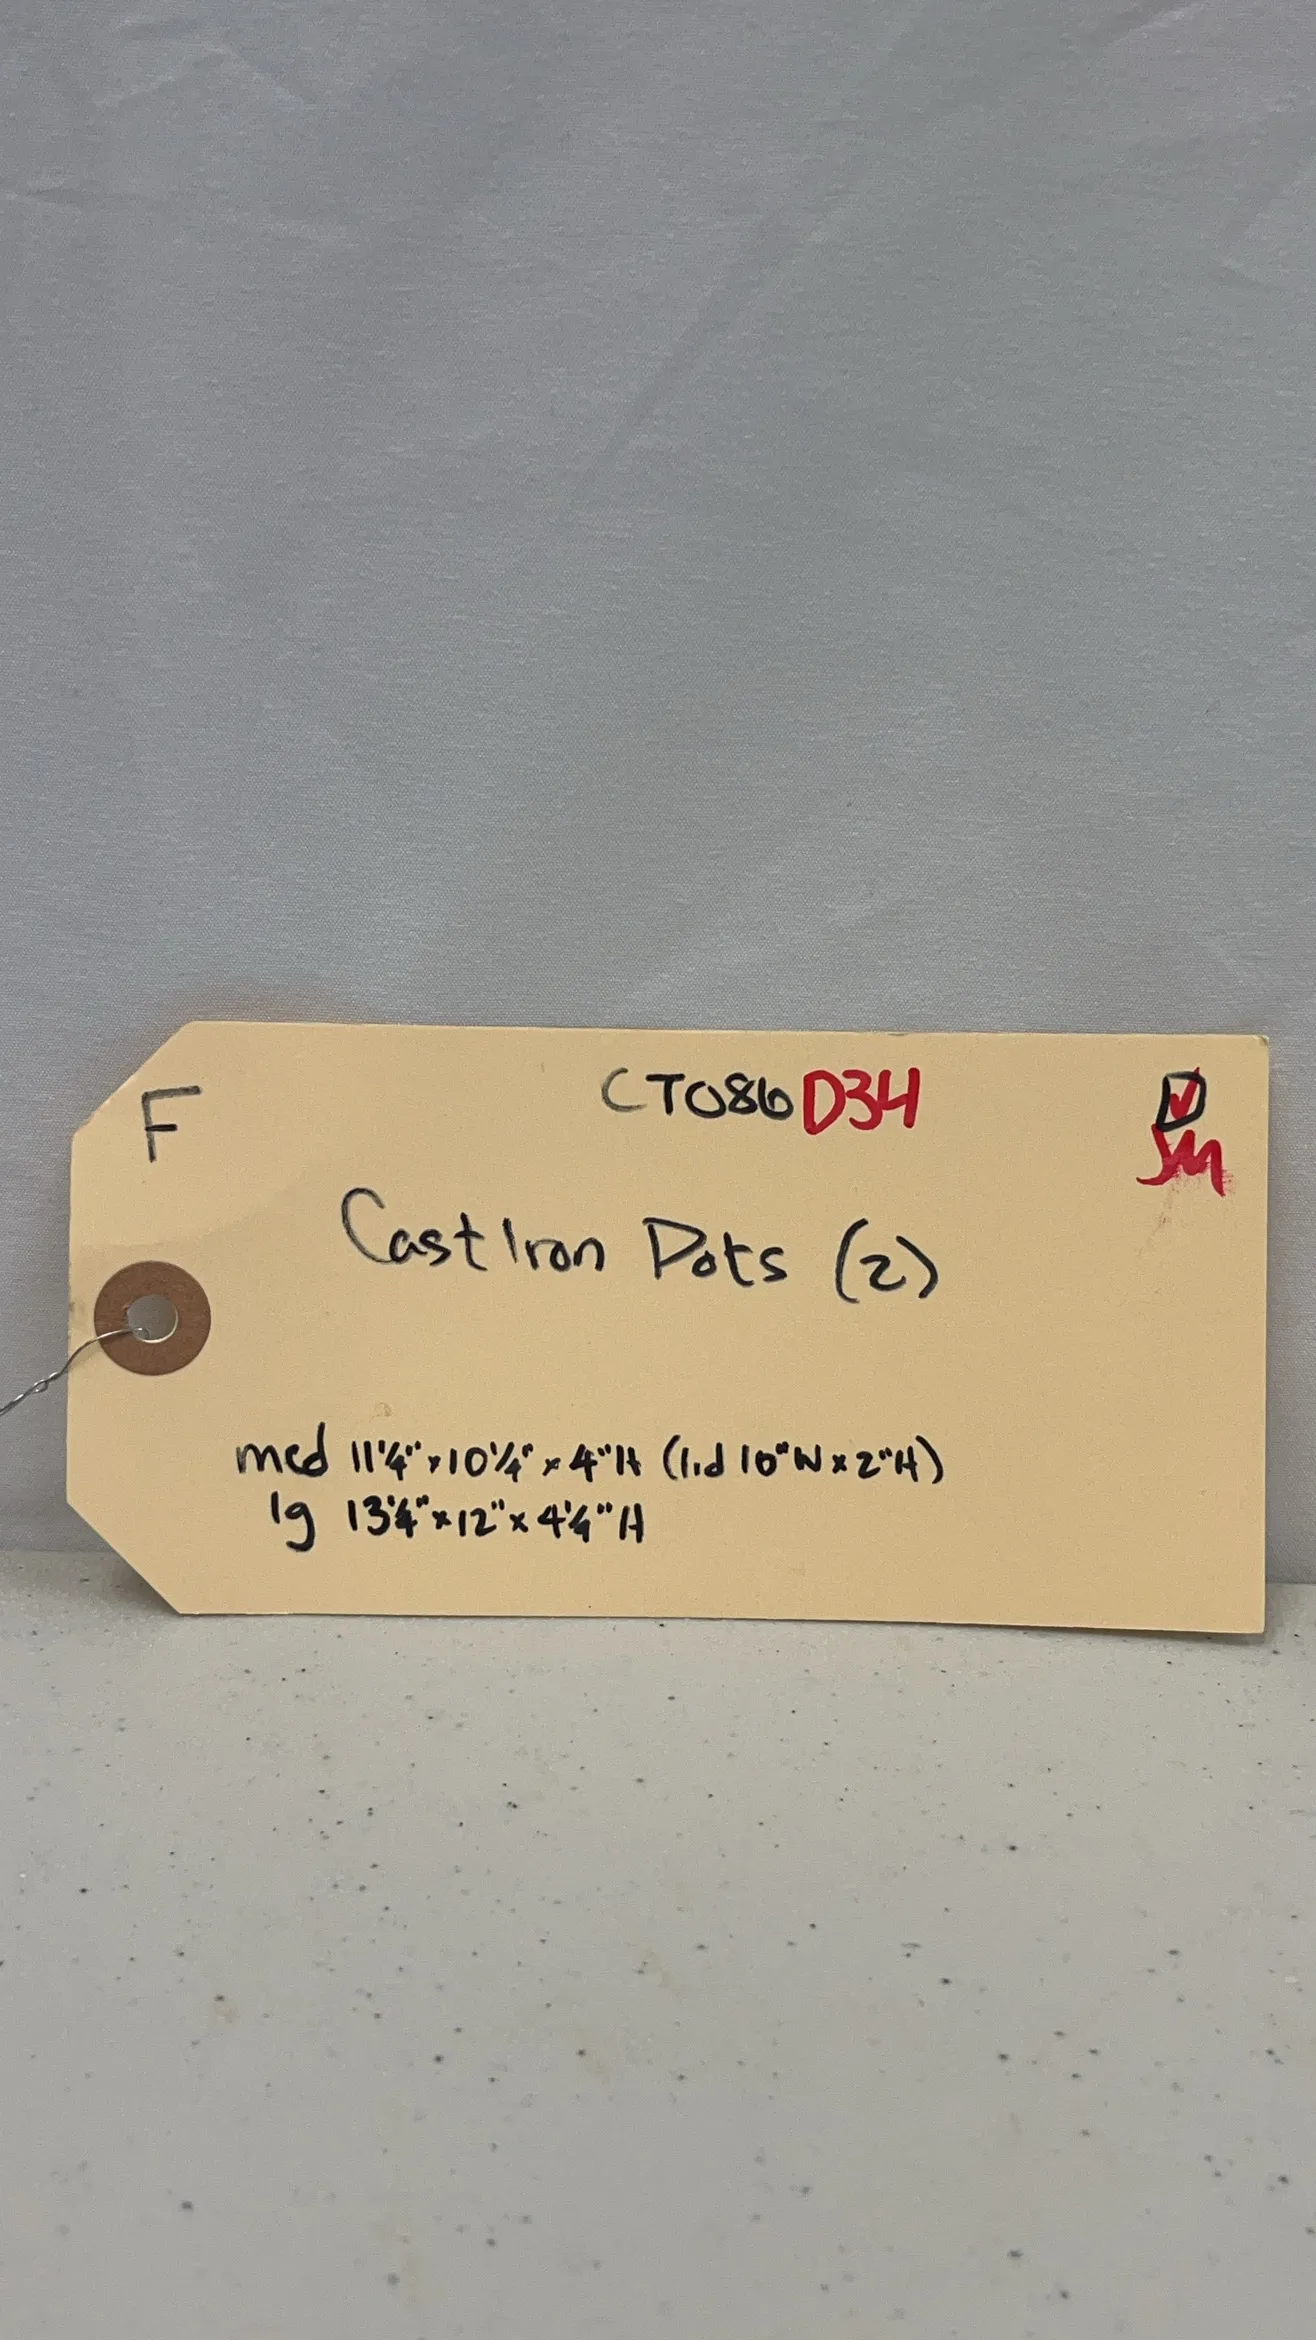 F
CT086D34
SM
Cast Iron Pots (2)
med 11¼" x 10¼" x 4"H (lid 10"W x 2"H)
lg 13¼" x 12" x 4¼"H